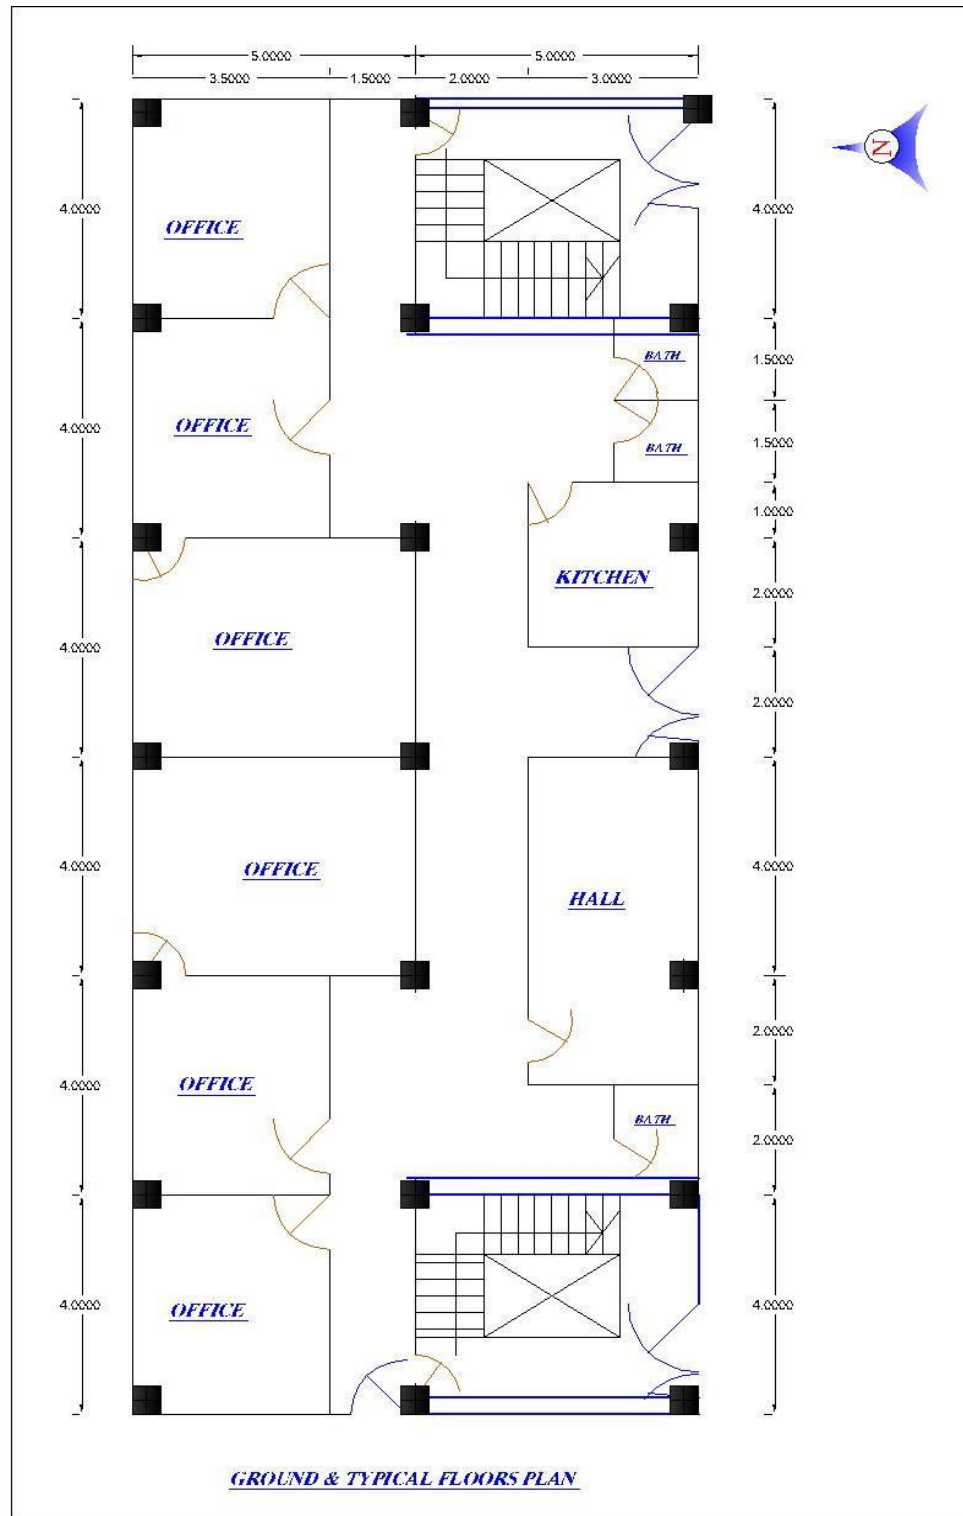 5.0000 5.0000
3.5000 1.5000 2.0000 3.0000
N
4.0000 4.0000
OFFICE
BATH
1.5000
OFFICE
4.0000
BATH
1.5000
1.0000
KITCHEN
2.0000
OFFICE
4.0000
2.0000
OFFICE
4.0000 4.0000
HALL
2.0000
OFFICE
4.0000
BATH
2.0000
OFFICE
4.0000 4.0000
GROUND & TYPICAL FLOORS PLAN